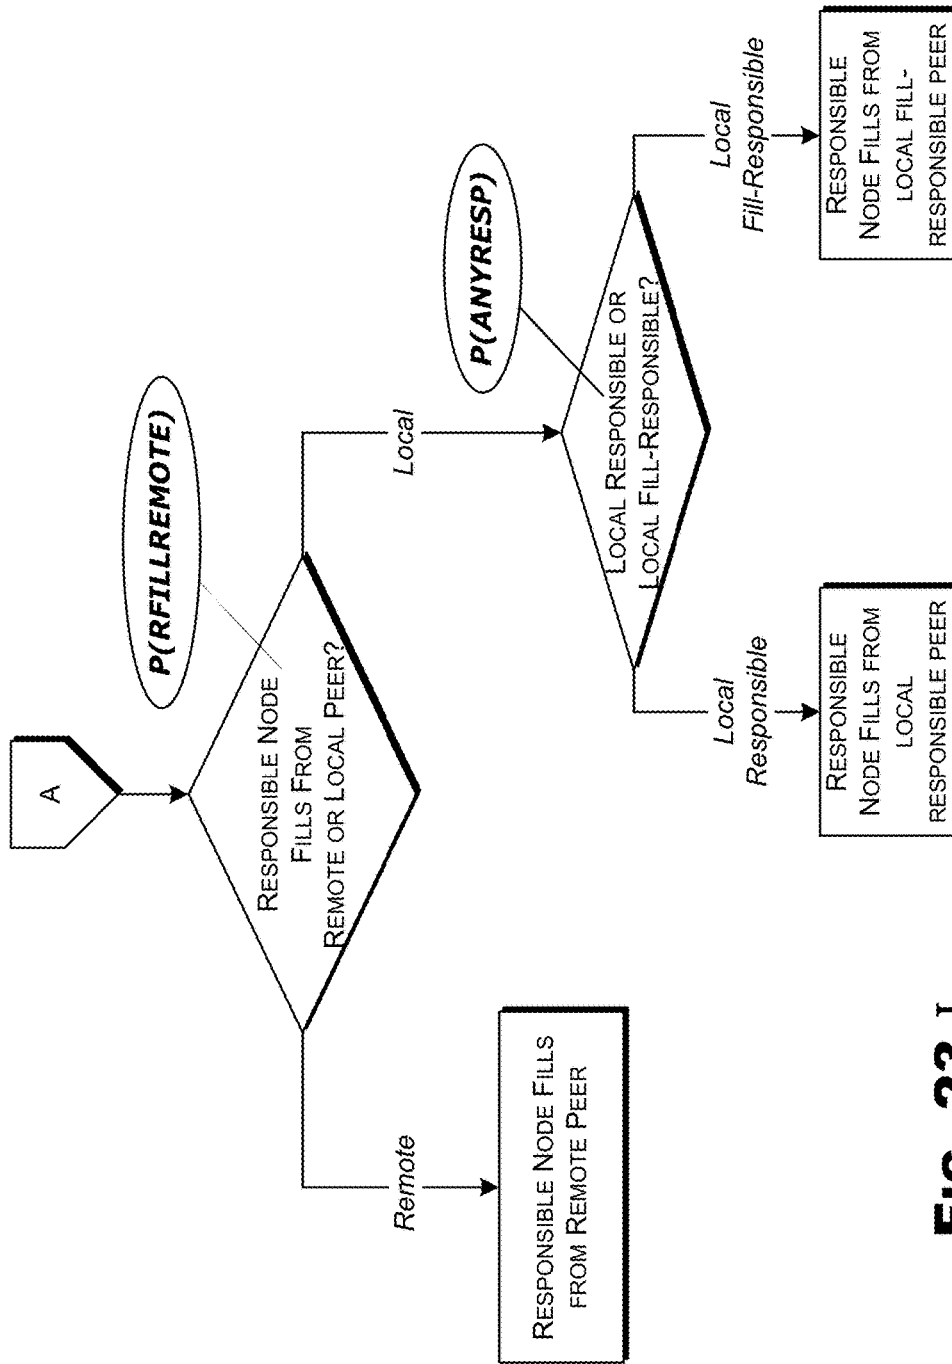 A
P(RFILLREMOTE)
RESPONSIBLE NODE
FILLS FROM
REMOTE OR LOCAL PEER?
Remote
Local
RESPONSIBLE NODE FILLS
FROM REMOTE PEER
P(ANYRESP)
LOCAL RESPONSIBLE OR
LOCAL FILL-RESPONSIBLE?
Local
Responsible
Local
Fill-Responsible
RESPONSIBLE
NODE FILLS FROM
LOCAL
RESPONSIBLE PEER
RESPONSIBLE
NODE FILLS FROM
LOCAL FILL-
RESPONSIBLE PEER
FIG. 23